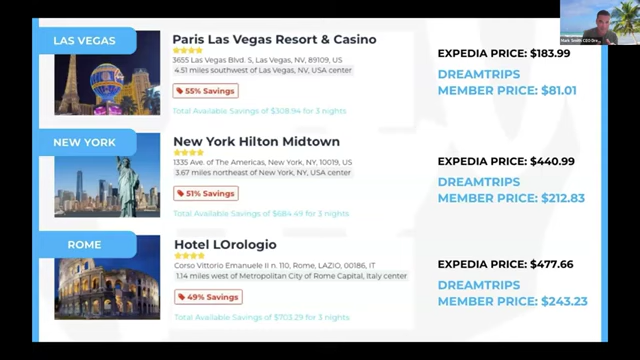 LAS VEGAS
Paris Las Vegas Resort & Casino
3655 Las Vegas Blvd. S, Las Vegas, NV, 89109, US
4.51 miles southwest of Las Vegas, NV, USA center
55% Savings
Total Available Savings of $308.94 for 3 nights
EXPEDIA PRICE: $183.99
DREAMTRIPS
MEMBER PRICE: $81.01
NEW YORK
New York Hilton Midtown
1335 Ave. of The Americas, New York, NY, 10019, US
3.67 miles northeast of New York, NY, USA center
51% Savings
Total Available Savings of $684.49 for 3 nights
EXPEDIA PRICE: $440.99
DREAMTRIPS
MEMBER PRICE: $212.83
ROME
Hotel LOrologio
Corso Vittorio Emanuele II n. 110, Rome, LAZIO, 00186, IT
1.14 miles west of Metropolitan City of Rome Capital, Italy center
49% Savings
Total Available Savings of $703.29 for 3 nights
EXPEDIA PRICE: $477.66
DREAMTRIPS
MEMBER PRICE: $243.23
Mark Smith CEO Dre